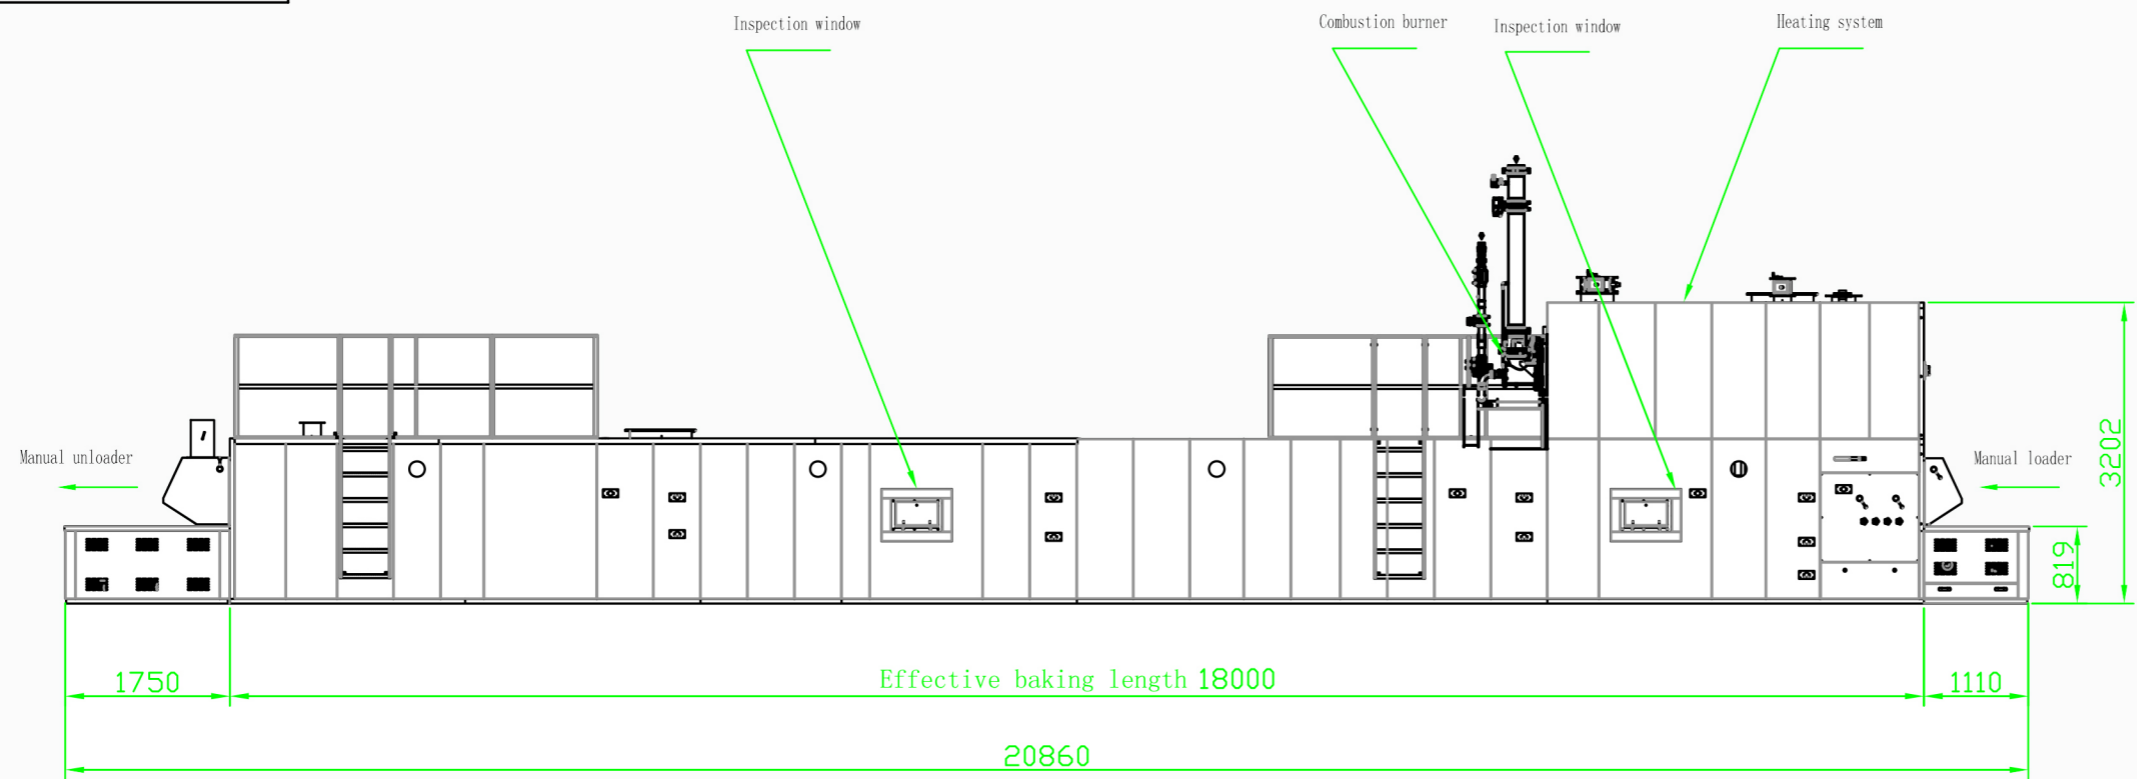 Inspection window
Combustion burner
Inspection window
Heating system
Manual unloader
Manual loader
3202
819
1750
Effective baking length 18000
1110
20860